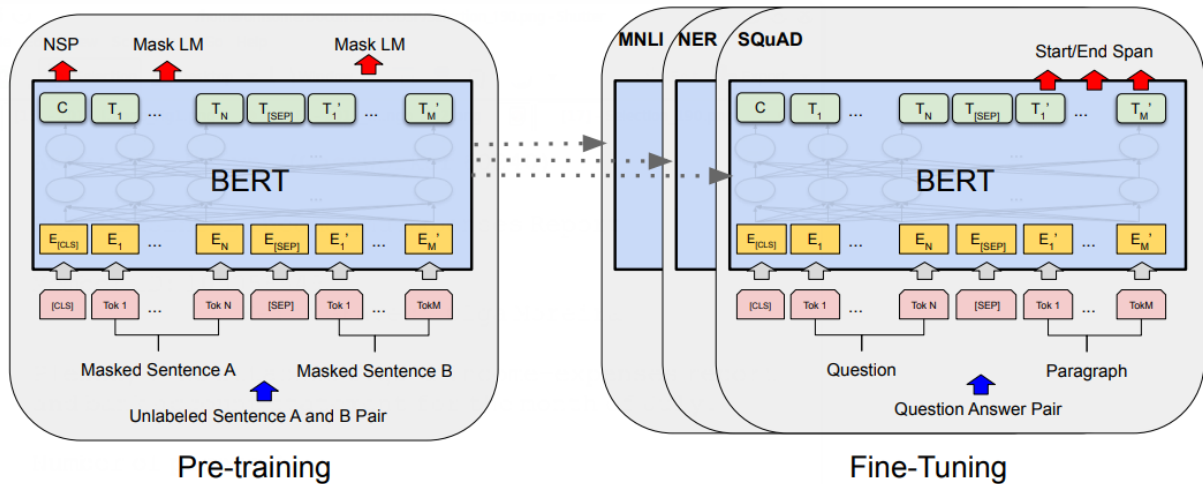 NSP Mask LM Mask LM
C T1 ... TN T[SEP] T1’ ... TM’
...
BERT
...
E[CLS] E1 ... EN E[SEP] E1’ ... EM’
[CLS] Tok 1 ... Tok N [SEP] Tok 1 ... TokM
Masked Sentence A Masked Sentence B
Unlabeled Sentence A and B Pair
Pre-training
MNLI NER SQuAD
Start/End Span
C T1 ... TN T[SEP] T1’ ... TM’
...
BERT
...
E[CLS] E1 ... EN E[SEP] E1’ ... EM’
[CLS] Tok 1 ... Tok N [SEP] Tok 1 ... TokM
Question Paragraph
Question Answer Pair
Fine-Tuning